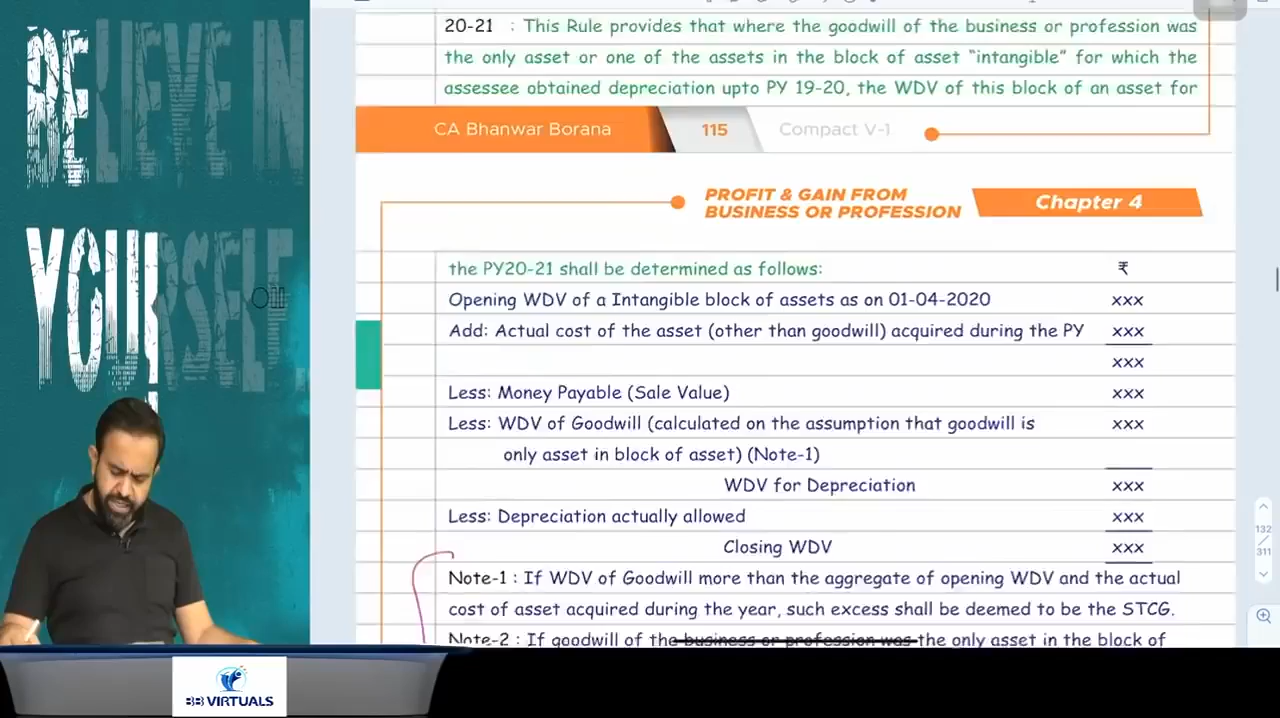 BELIEVE IN
YOURSELF.
20-21 : This Rule provides that where the goodwill of the business or profession was
the only asset or one of the assets in the block of asset "intangible" for which the
assessee obtained depreciation upto PY 19-20, the WDV of this block of an asset for
CA Bhanwar Borana 115 Compact V-1
PROFIT & GAIN FROM
BUSINESS OR PROFESSION
Chapter 4
the PY20-21 shall be determined as follows: ₹
Opening WDV of a Intangible block of assets as on 01-04-2020 xxx
Add: Actual cost of the asset (other than goodwill) acquired during the PY xxx
xxx
Less: Money Payable (Sale Value) xxx
Less: WDV of Goodwill (calculated on the assumption that goodwill is xxx
only asset in block of asset) (Note-1)
WDV for Depreciation xxx
Less: Depreciation actually allowed xxx
Closing WDV xxx
Note-1 : If WDV of Goodwill more than the aggregate of opening WDV and the actual
cost of asset acquired during the year, such excess shall be deemed to be the STCG.
Note-2 : If goodwill of the business or profession was the only asset in the block of
132
311
BB VIRTUALS